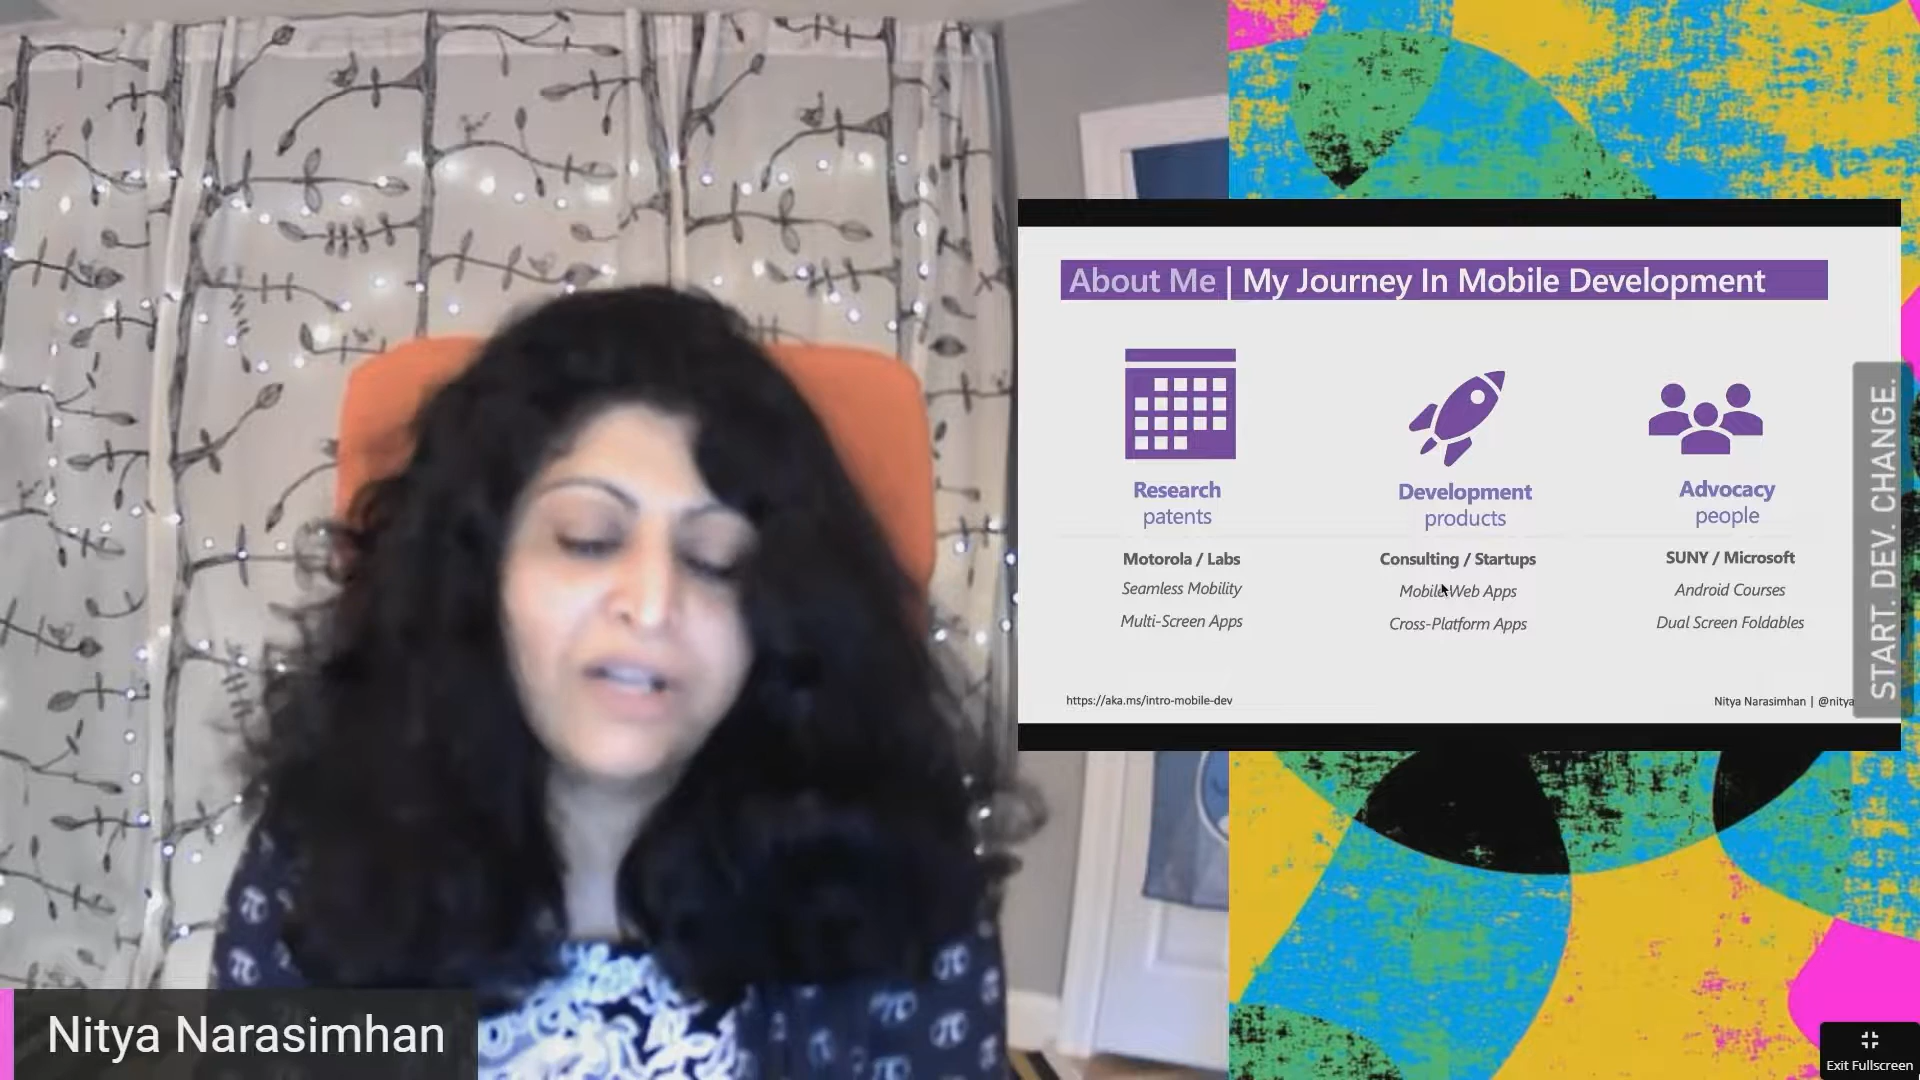 About Me | My Journey In Mobile Development
Research
patents
Motorola / Labs
Seamless Mobility
Multi-Screen Apps
Development
products
Consulting / Startups
Mobile Web Apps
Cross-Platform Apps
Advocacy
people
SUNY / Microsoft
Android Courses
Dual Screen Foldables
https://aka.ms/intro-mobile-dev
Nitya Narasimhan | @nitya
START. DEV. CHANGE.
Nitya Narasimhan
Exit Fullscreen